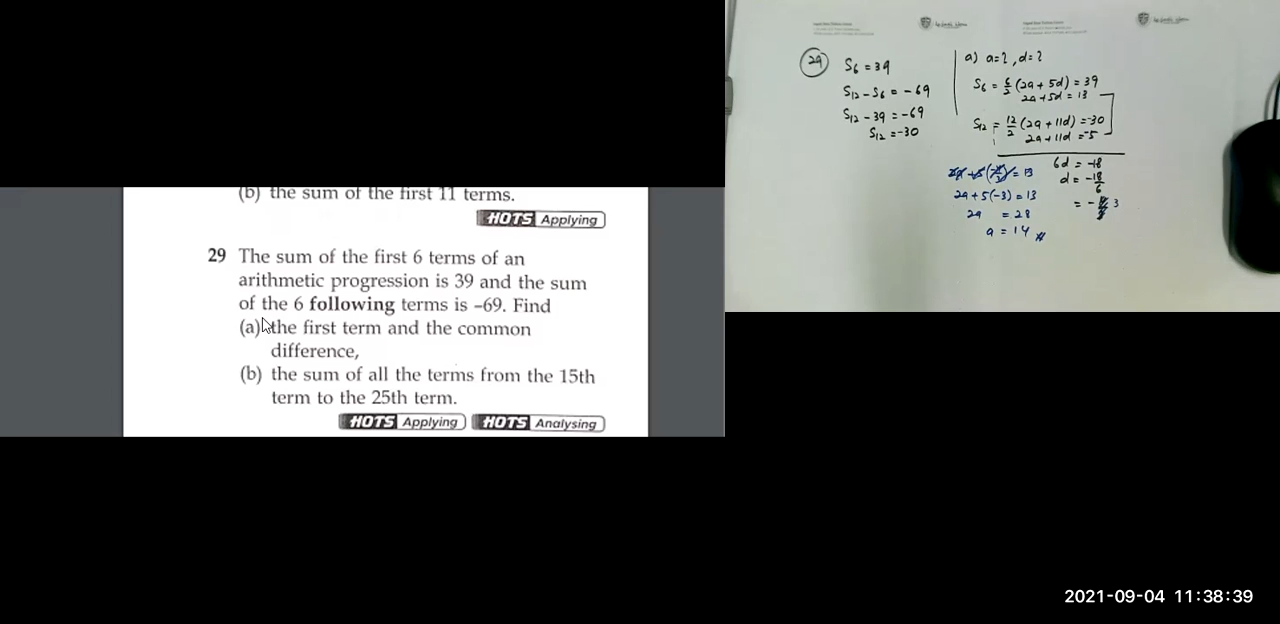 (b) the sum of the first 11 terms.
HOTS Applying
29 The sum of the first 6 terms of an
arithmetic progression is 39 and the sum
of the 6 following terms is –69. Find
(a) the first term and the common
difference,
(b) the sum of all the terms from the 15th
term to the 25th term.
HOTS Applying HOTS Analysing
29
S6 = 39
S12 - S6 = -69
S12 - 39 = -69
S12 = -30
a) a=?, d=?
S6 = 6/2 (2a + 5d) = 39
2a + 5d = 13
S12 = 12/2 (2a + 11d) = -30
2a + 11d = -5
6d = -18
d = -18/6
= -3
2a + 5(-3) = 13
2a = 28
a = 14
2021-09-04 11:38:39